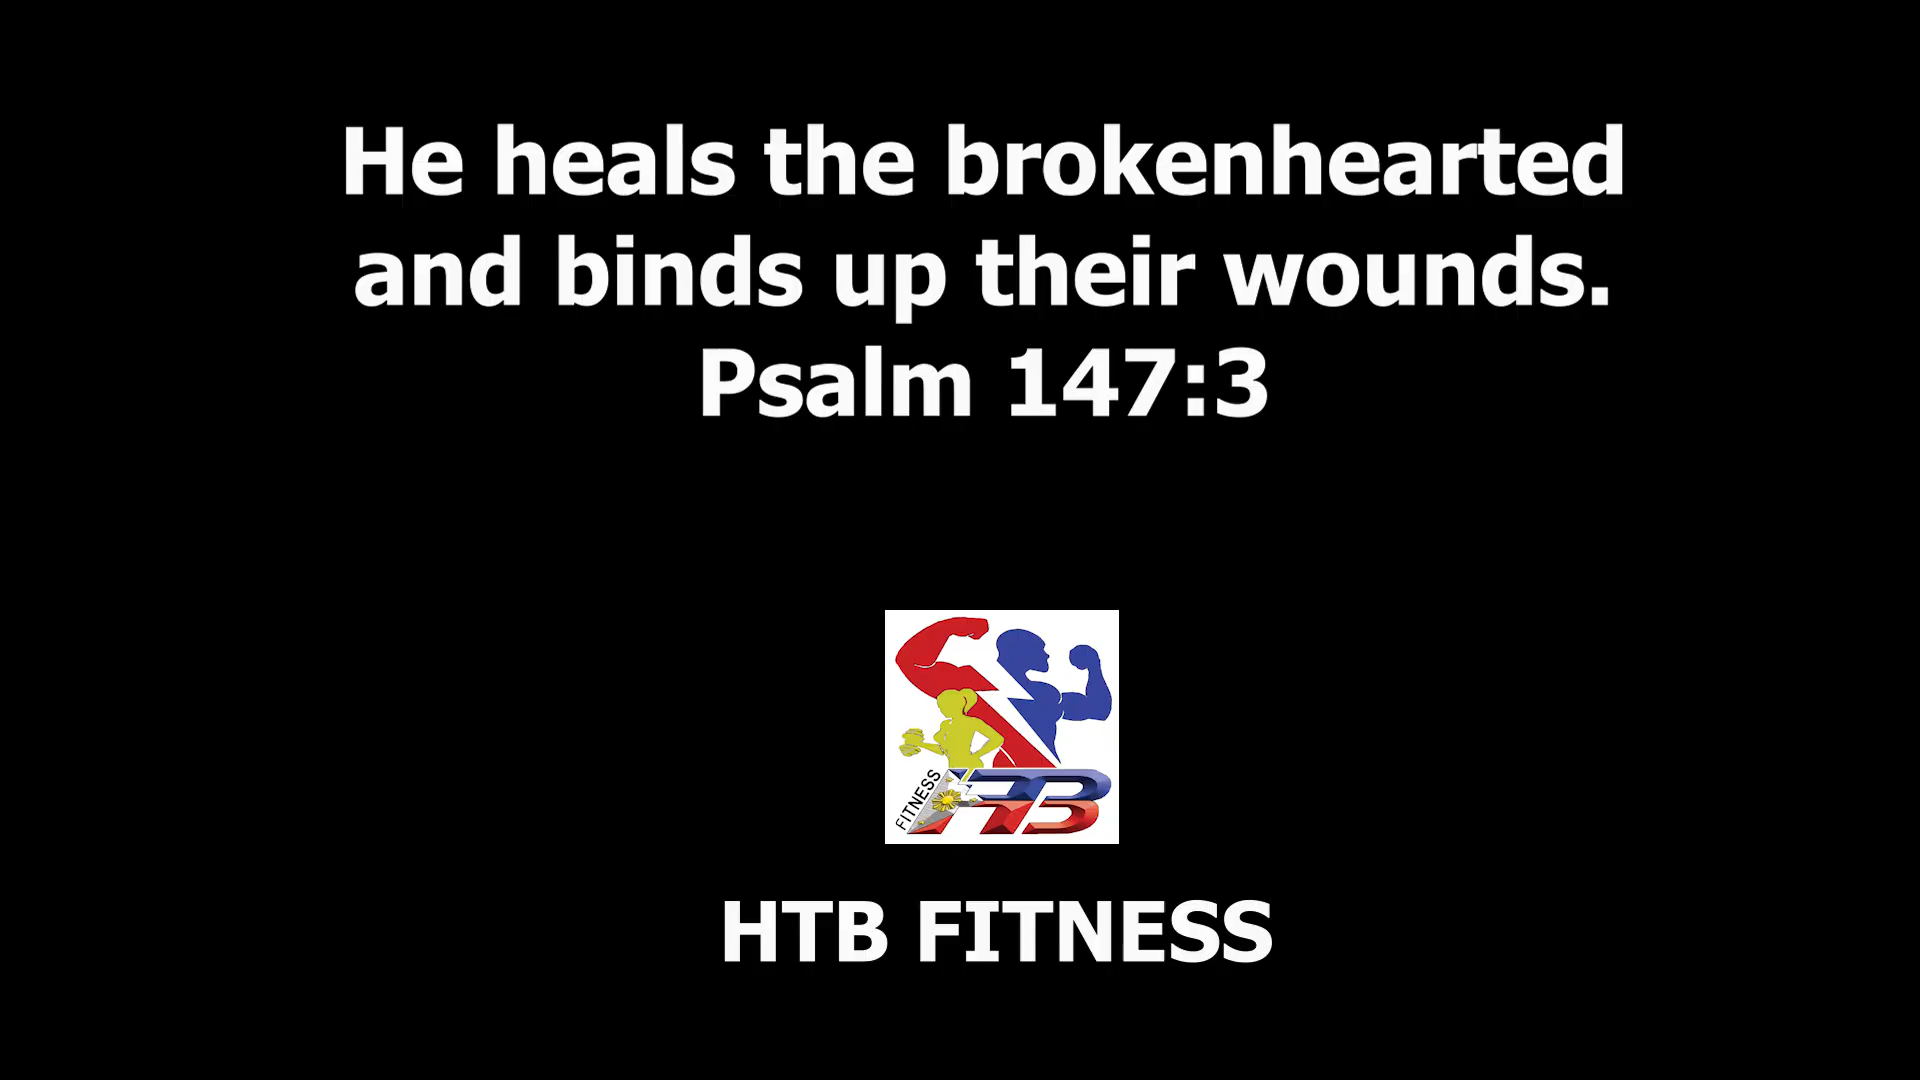 He heals the brokenhearted
and binds up their wounds.
Psalm 147:3
FITNESS
HTB
HTB FITNESS